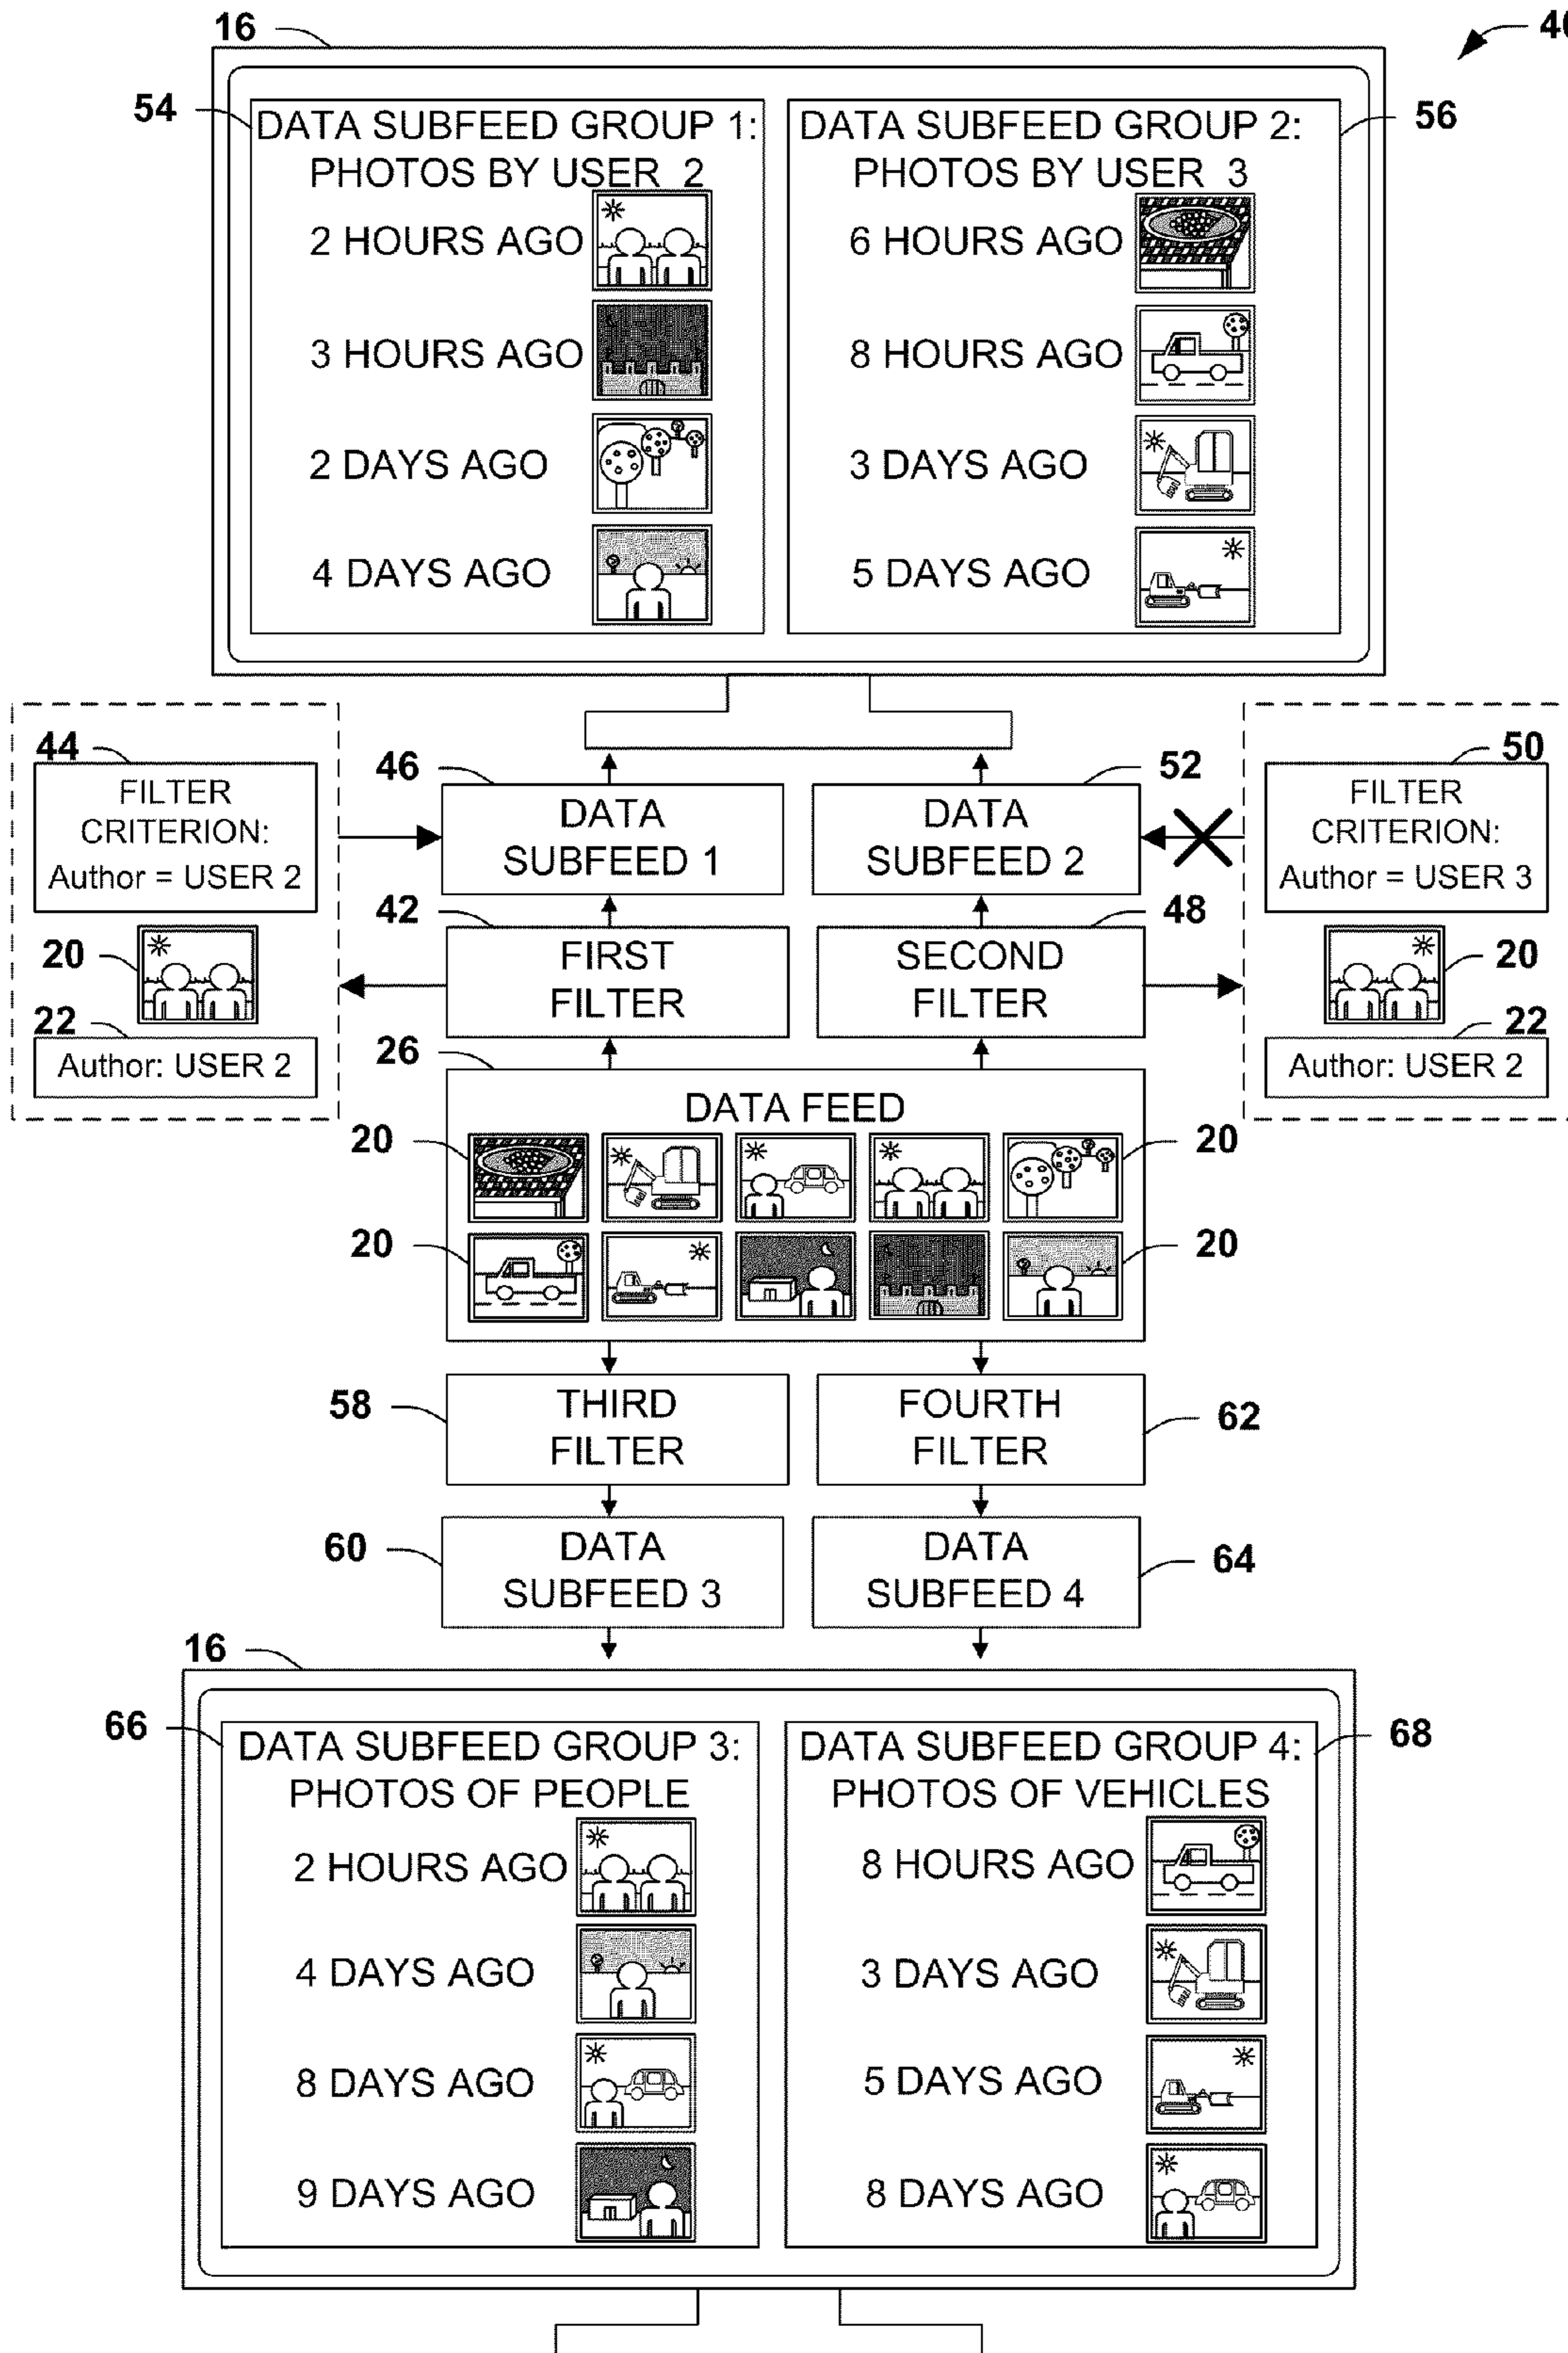 16
40
54
DATA SUBFEED GROUP 1:
PHOTOS BY USER 2
2 HOURS AGO
3 HOURS AGO
2 DAYS AGO
4 DAYS AGO
DATA SUBFEED GROUP 2:
PHOTOS BY USER 3
6 HOURS AGO
8 HOURS AGO
3 DAYS AGO
5 DAYS AGO
56
44
FILTER
CRITERION:
Author = USER 2
20
22
Author: USER 2
46
DATA
SUBFEED 1
52
DATA
SUBFEED 2
50
FILTER
CRITERION:
Author = USER 3
20
22
Author: USER 2
42
FIRST
FILTER
48
SECOND
FILTER
26
DATA FEED
20
20
20
20
58
THIRD
FILTER
FOURTH
FILTER
62
60
DATA
SUBFEED 3
DATA
SUBFEED 4
64
16
66
DATA SUBFEED GROUP 3:
PHOTOS OF PEOPLE
2 HOURS AGO
4 DAYS AGO
8 DAYS AGO
9 DAYS AGO
DATA SUBFEED GROUP 4:
PHOTOS OF VEHICLES
8 HOURS AGO
3 DAYS AGO
5 DAYS AGO
8 DAYS AGO
68